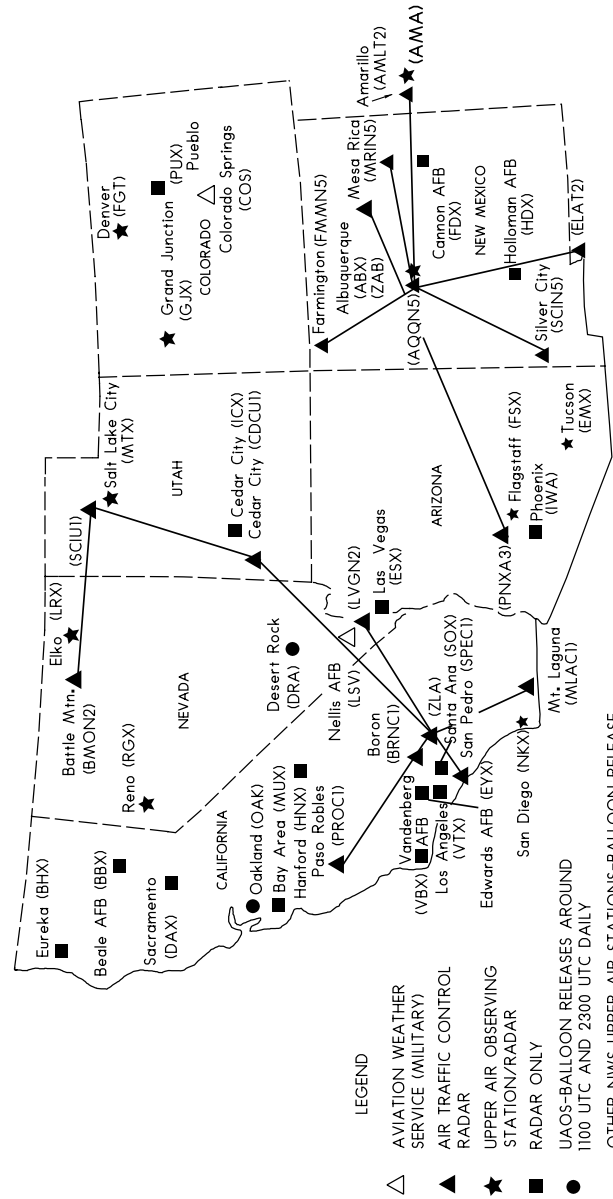 Eureka (BHX)
Beale AFB (BBX)
Sacramento
(DAX)
CALIFORNIA
Oakland (OAK)
Bay Area (MUX)
Hanford (HNX)
Paso Robles
(PROC1)
Reno (RGX)
NEVADA
Battle Mtn.
(BMON2)
Elko (LRX)
Desert Rock
(DRA)
Nellis AFB
(LSV)
Boron
(BRNC1)
Vandenberg
AFB
(VBX)
Los Angeles
(VTX)
Edwards AFB (EYX)
(ZLA)
Santa Ana (SOX)
San Pedro (SPEC1)
San Diego (NKX)
Mt. Laguna
(MLAC1)
(LVGN2)
Las Vegas
(ESX)
(SCIU1)
Salt Lake City
(MTX)
UTAH
Cedar City (ICX)
Cedar City (CDCU1)
ARIZONA
(PNXA3)
Flagstaff (FSX)
Phoenix
(IWA)
Tucson
(EMX)
Denver
(FGT)
Grand Junction
(GJX)
COLORADO
(PUX)
Pueblo
Colorado Springs
(COS)
Farmington (FMMN5)
Albuquerque
(ABX)
(ZAB)
(AQQN5)
Mesa Rica
(MRIN5)
Amarillo
(AMLT2)
(AMA)
Cannon AFB
(FDX)
NEW MEXICO
Holloman AFB
(HDX)
Silver City
(SCIN5)
(ELAT2)
LEGEND
AVIATION WEATHER
SERVICE (MILITARY)
AIR TRAFFIC CONTROL
RADAR
UPPER AIR OBSERVING
STATION/RADAR
RADAR ONLY
UAOS-BALLOON RELEASES AROUND
1100 UTC AND 2300 UTC DAILY
OTHER NWS UPPER AIR STATIONS-BALLOON RELEASE